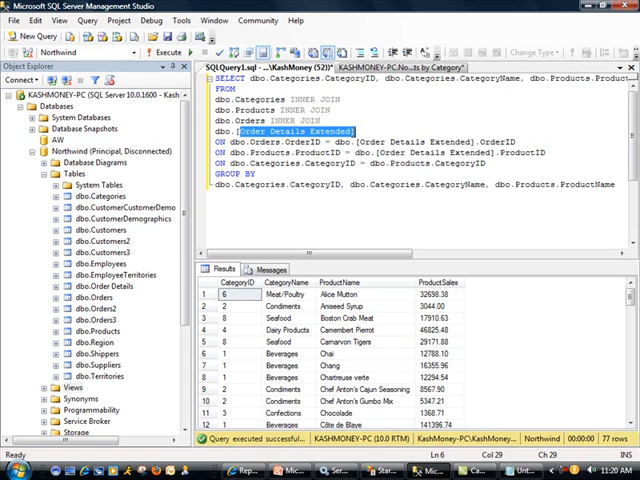 Microsoft SQL Server Management Studio
File Edit View Query Project Debug Tools Window Community Help
New Query
Northwind Execute Change Type
Object Explorer
Connect
KASHMONEY-PC (SQL Server 10.0.1600 - Kashmoney
Databases
System Databases
Database Snapshots
AW
Northwind (Principal, Disconnected)
Database Diagrams
Tables
System Tables
dbo.Categories
dbo.CustomerCustomerDemo
dbo.CustomerDemographics
dbo.Customers
dbo.Customers2
dbo.Customers3
dbo.Employees
dbo.EmployeeTerritories
dbo.Order Details
dbo.Orders
dbo.Orders2
dbo.Orders3
dbo.Products
dbo.Region
dbo.Shippers
dbo.Suppliers
dbo.Territories
Views
Synonyms
Programmability
Service Broker
Storage
SQLQuery1.sql -...\KashMoney (52))* KASHMONEY-PC.No...ts by Category*
SELECT dbo.Categories.CategoryID, dbo.Categories.CategoryName, dbo.Products.Product
FROM
dbo.Categories INNER JOIN
dbo.Products INNER JOIN
dbo.Orders INNER JOIN
dbo.[Order Details Extended]
ON dbo.Orders.OrderID = dbo.[Order Details Extended].OrderID
ON dbo.Products.ProductID = dbo.[Order Details Extended].ProductID
ON dbo.Categories.CategoryID = dbo.Products.CategoryID
GROUP BY
dbo.Categories.CategoryID, dbo.Categories.CategoryName, dbo.Products.ProductName
Results Messages
CategoryID CategoryName ProductName ProductSales
1 6 Meat/Poultry Alice Mutton 32698.38
2 2 Condiments Aniseed Syrup 3044.00
3 8 Seafood Boston Crab Meat 17910.63
4 4 Dairy Products Camembert Pierrot 46825.48
5 8 Seafood Carnarvon Tigers 29171.88
6 1 Beverages Chai 12788.10
7 1 Beverages Chang 16355.96
8 1 Beverages Chartreuse verte 12294.54
9 2 Condiments Chef Anton's Cajun Seasoning 8567.90
10 2 Condiments Chef Anton's Gumbo Mix 5347.21
11 3 Confections Chocolade 1368.71
12 1 Beverages Côte de Blaye 141396.74
Query executed successful... KASHMONEY-PC (10.0 RTM) KashMoney-PC\KashMoney... Northwind 00:00:00 77 rows
Ready Ln 6 Col 29 Ch 29 INS
Rep... Micr... Serv... Star... Micr... Ca... Unt... 11:20 AM